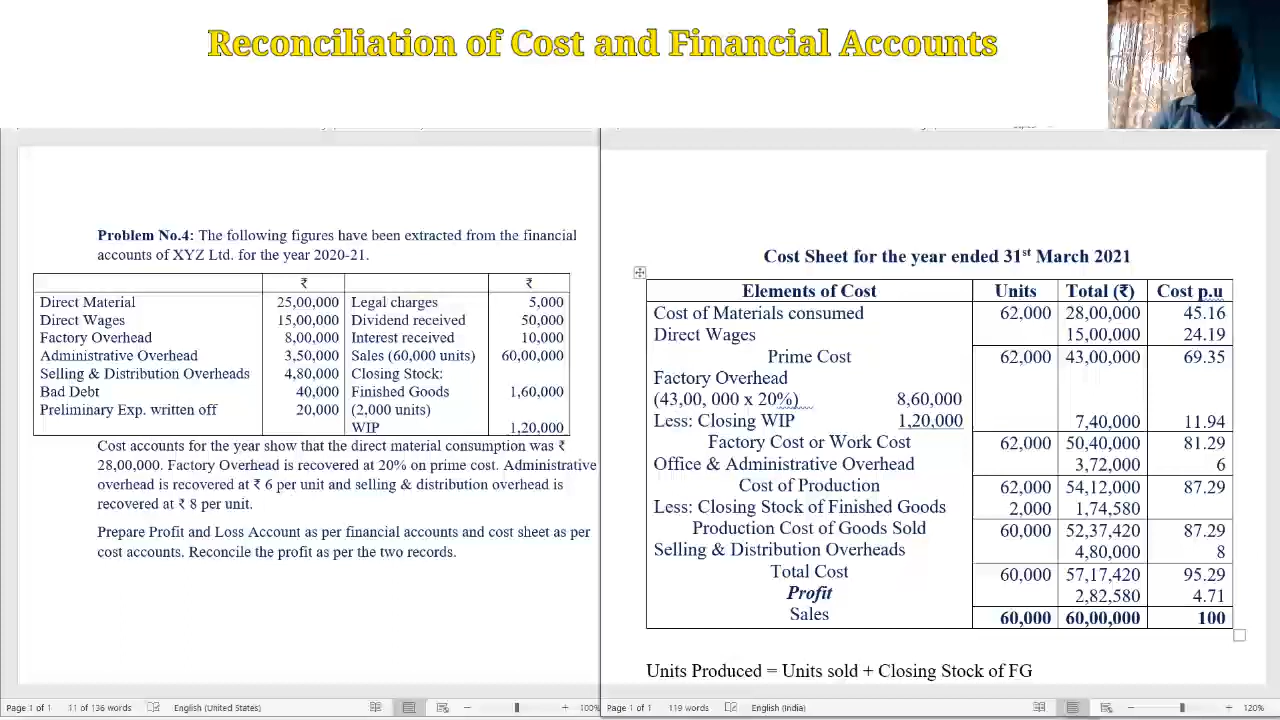 Reconciliation of Cost and Financial Accounts
Problem No.4: The following figures have been extracted from the financial
accounts of XYZ Ltd. for the year 2020-21.
₹ ₹
Direct Material 25,00,000 Legal charges 5,000
Direct Wages 15,00,000 Dividend received 50,000
Factory Overhead 8,00,000 Interest received 10,000
Administrative Overhead 3,50,000 Sales (60,000 units) 60,00,000
Selling & Distribution Overheads 4,80,000 Closing Stock:
Bad Debt 40,000 Finished Goods 1,60,000
Preliminary Exp. written off 20,000 (2,000 units)
WIP 1,20,000
Cost accounts for the year show that the direct material consumption was ₹
28,00,000. Factory Overhead is recovered at 20% on prime cost. Administrative
overhead is recovered at ₹ 6 per unit and selling & distribution overhead is
recovered at ₹ 8 per unit.
Prepare Profit and Loss Account as per financial accounts and cost sheet as per
cost accounts. Reconcile the profit as per the two records.
Page 1 of 1 11 of 136 words English (United States) 100%
Cost Sheet for the year ended 31st March 2021
Elements of Cost Units Total (₹) Cost p.u
Cost of Materials consumed 62,000 28,00,000 45.16
Direct Wages 15,00,000 24.19
Prime Cost 62,000 43,00,000 69.35
Factory Overhead
(43,00, 000 x 20%) 8,60,000
Less: Closing WIP 1,20,000 7,40,000 11.94
Factory Cost or Work Cost 62,000 50,40,000 81.29
Office & Administrative Overhead 3,72,000 6
Cost of Production 62,000 54,12,000 87.29
Less: Closing Stock of Finished Goods 2,000 1,74,580
Production Cost of Goods Sold 60,000 52,37,420 87.29
Selling & Distribution Overheads 4,80,000 8
Total Cost 60,000 57,17,420 95.29
Profit 2,82,580 4.71
Sales 60,000 60,00,000 100
Units Produced = Units sold + Closing Stock of FG
Page 1 of 1 119 words English (India) 120%